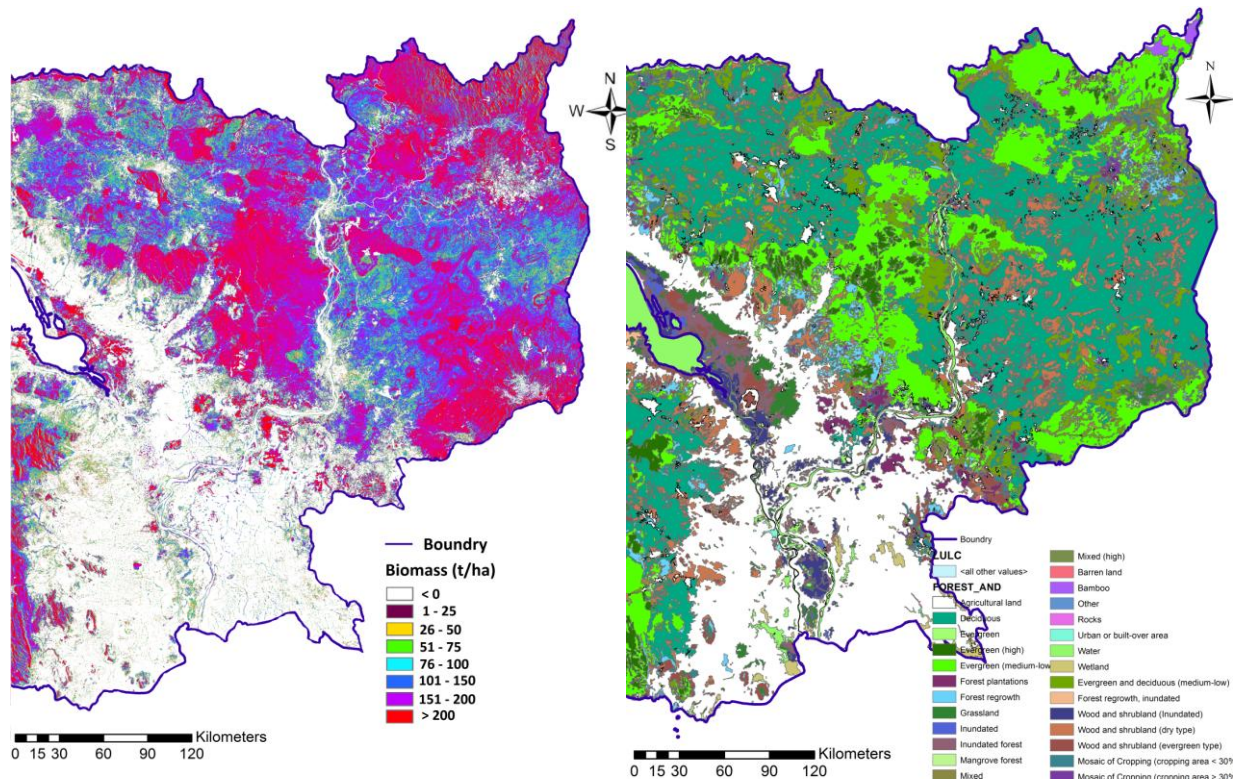 N
W
S
Boundry
Biomass (t/ha)
< 0
1 - 25
26 - 50
51 - 75
76 - 100
101 - 150
151 - 200
> 200
Kilometers
0 15 30 60 90 120
N
Boundry
LULC
<all other values>
FOREST_AND
Agricultural land
Deciduous
Evergreen
Evergreen (high)
Evergreen (medium-low
Forest plantations
Forest regrowth
Grassland
Inundated
Inundated forest
Mangrove forest
Mixed
Mixed (high)
Barren land
Bamboo
Other
Rocks
Urban or built-over area
Water
Wetland
Evergreen and deciduous (medium-low)
Forest regrowth, inundated
Wood and shrubland (Inundated)
Wood and shrubland (dry type)
Wood and shrubland (evergreen type)
Mosaic of Cropping (cropping area < 30%
Mosaic of Cropping (cropping area > 30%
Kilometers
0 15 30 60 90 120